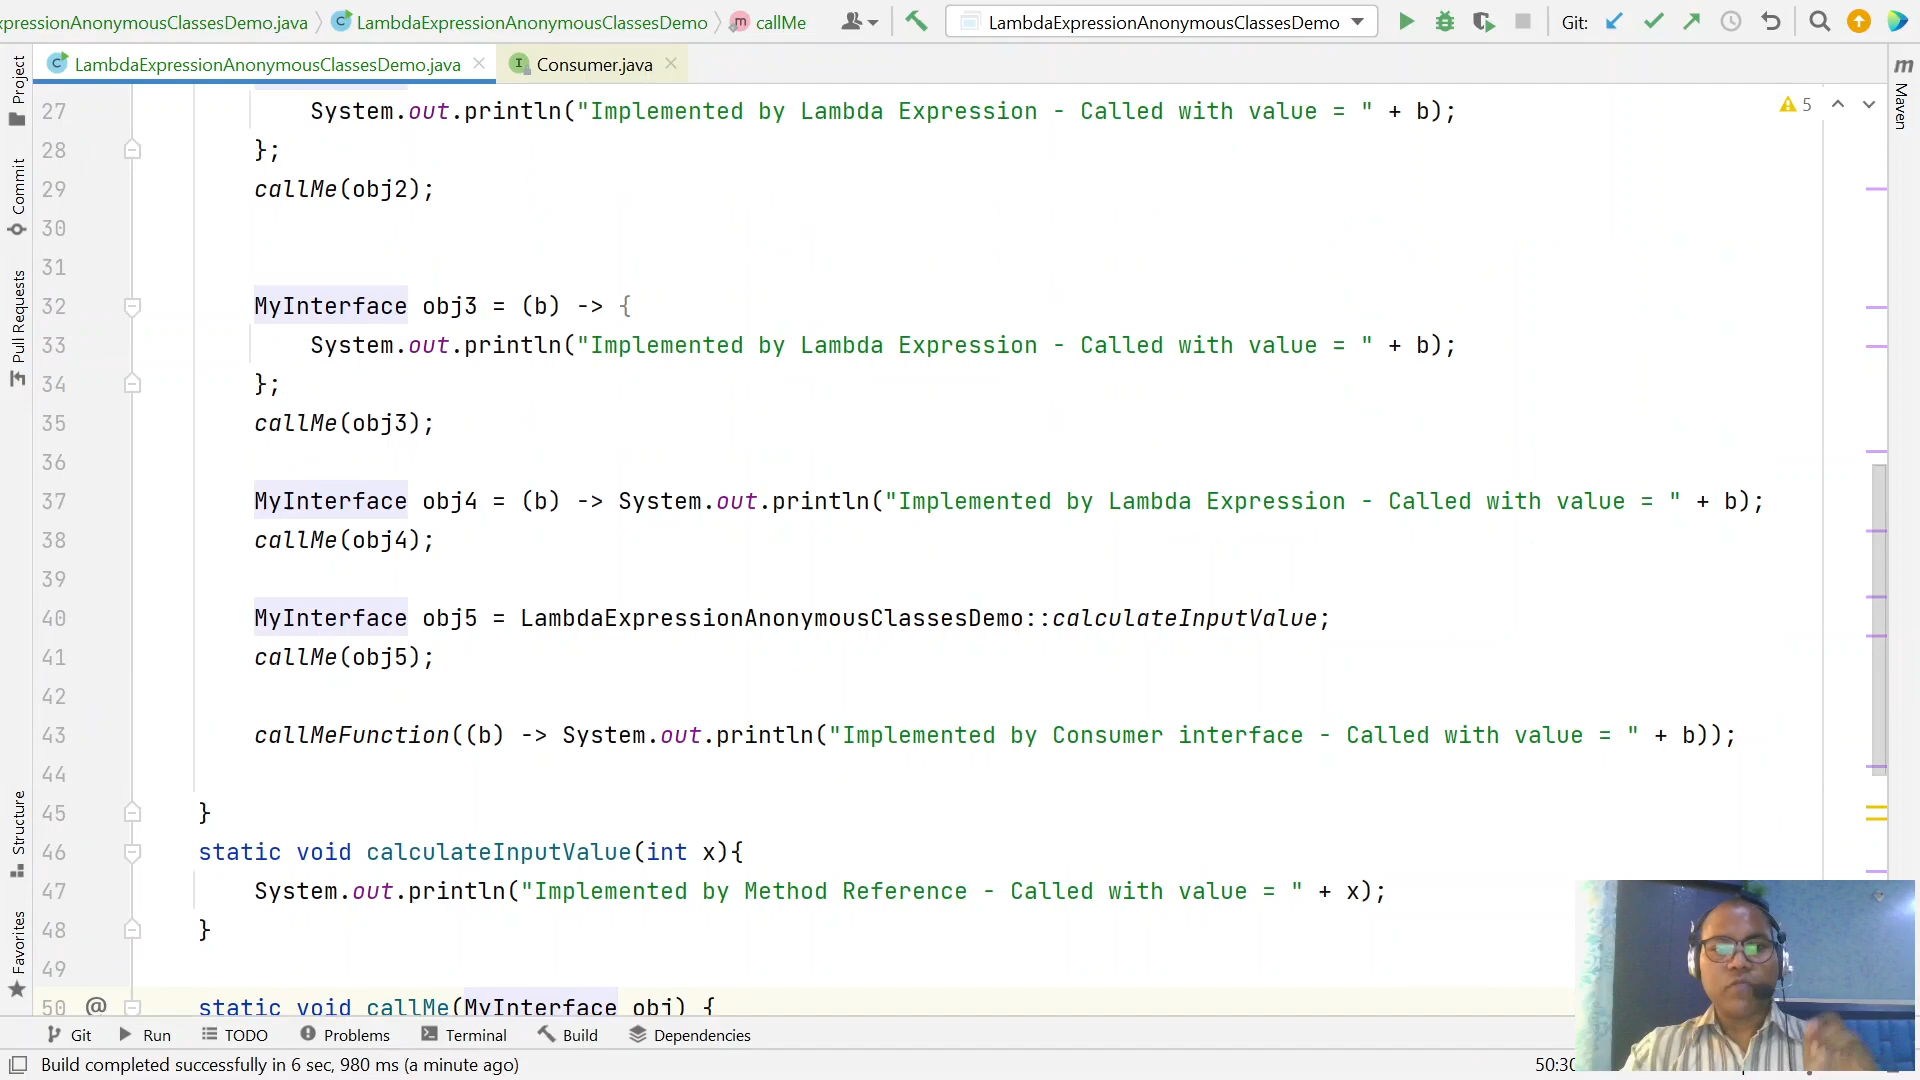 xpressionAnonymousClassesDemo.java LambdaExpressionAnonymousClassesDemo callMe LambdaExpressionAnonymousClassesDemo Git:
LambdaExpressionAnonymousClassesDemo.java Consumer.java
Project
Commit
Pull Requests
Structure
Favorites
27 System.out.println("Implemented by Lambda Expression - Called with value = " + b);
28 };
29 callMe(obj2);
30
31
32 MyInterface obj3 = (b) -> {
33 System.out.println("Implemented by Lambda Expression - Called with value = " + b);
34 };
35 callMe(obj3);
36
37 MyInterface obj4 = (b) -> System.out.println("Implemented by Lambda Expression - Called with value = " + b);
38 callMe(obj4);
39
40 MyInterface obj5 = LambdaExpressionAnonymousClassesDemo::calculateInputValue;
41 callMe(obj5);
42
43 callMeFunction((b) -> System.out.println("Implemented by Consumer interface - Called with value = " + b));
44
45 }
46 static void calculateInputValue(int x){
47 System.out.println("Implemented by Method Reference - Called with value = " + x);
48 }
49
50 @ static void callMe(MyInterface obj) {
5
m
Maven
Git Run TODO Problems Terminal Build Dependencies
Build completed successfully in 6 sec, 980 ms (a minute ago) 50:30